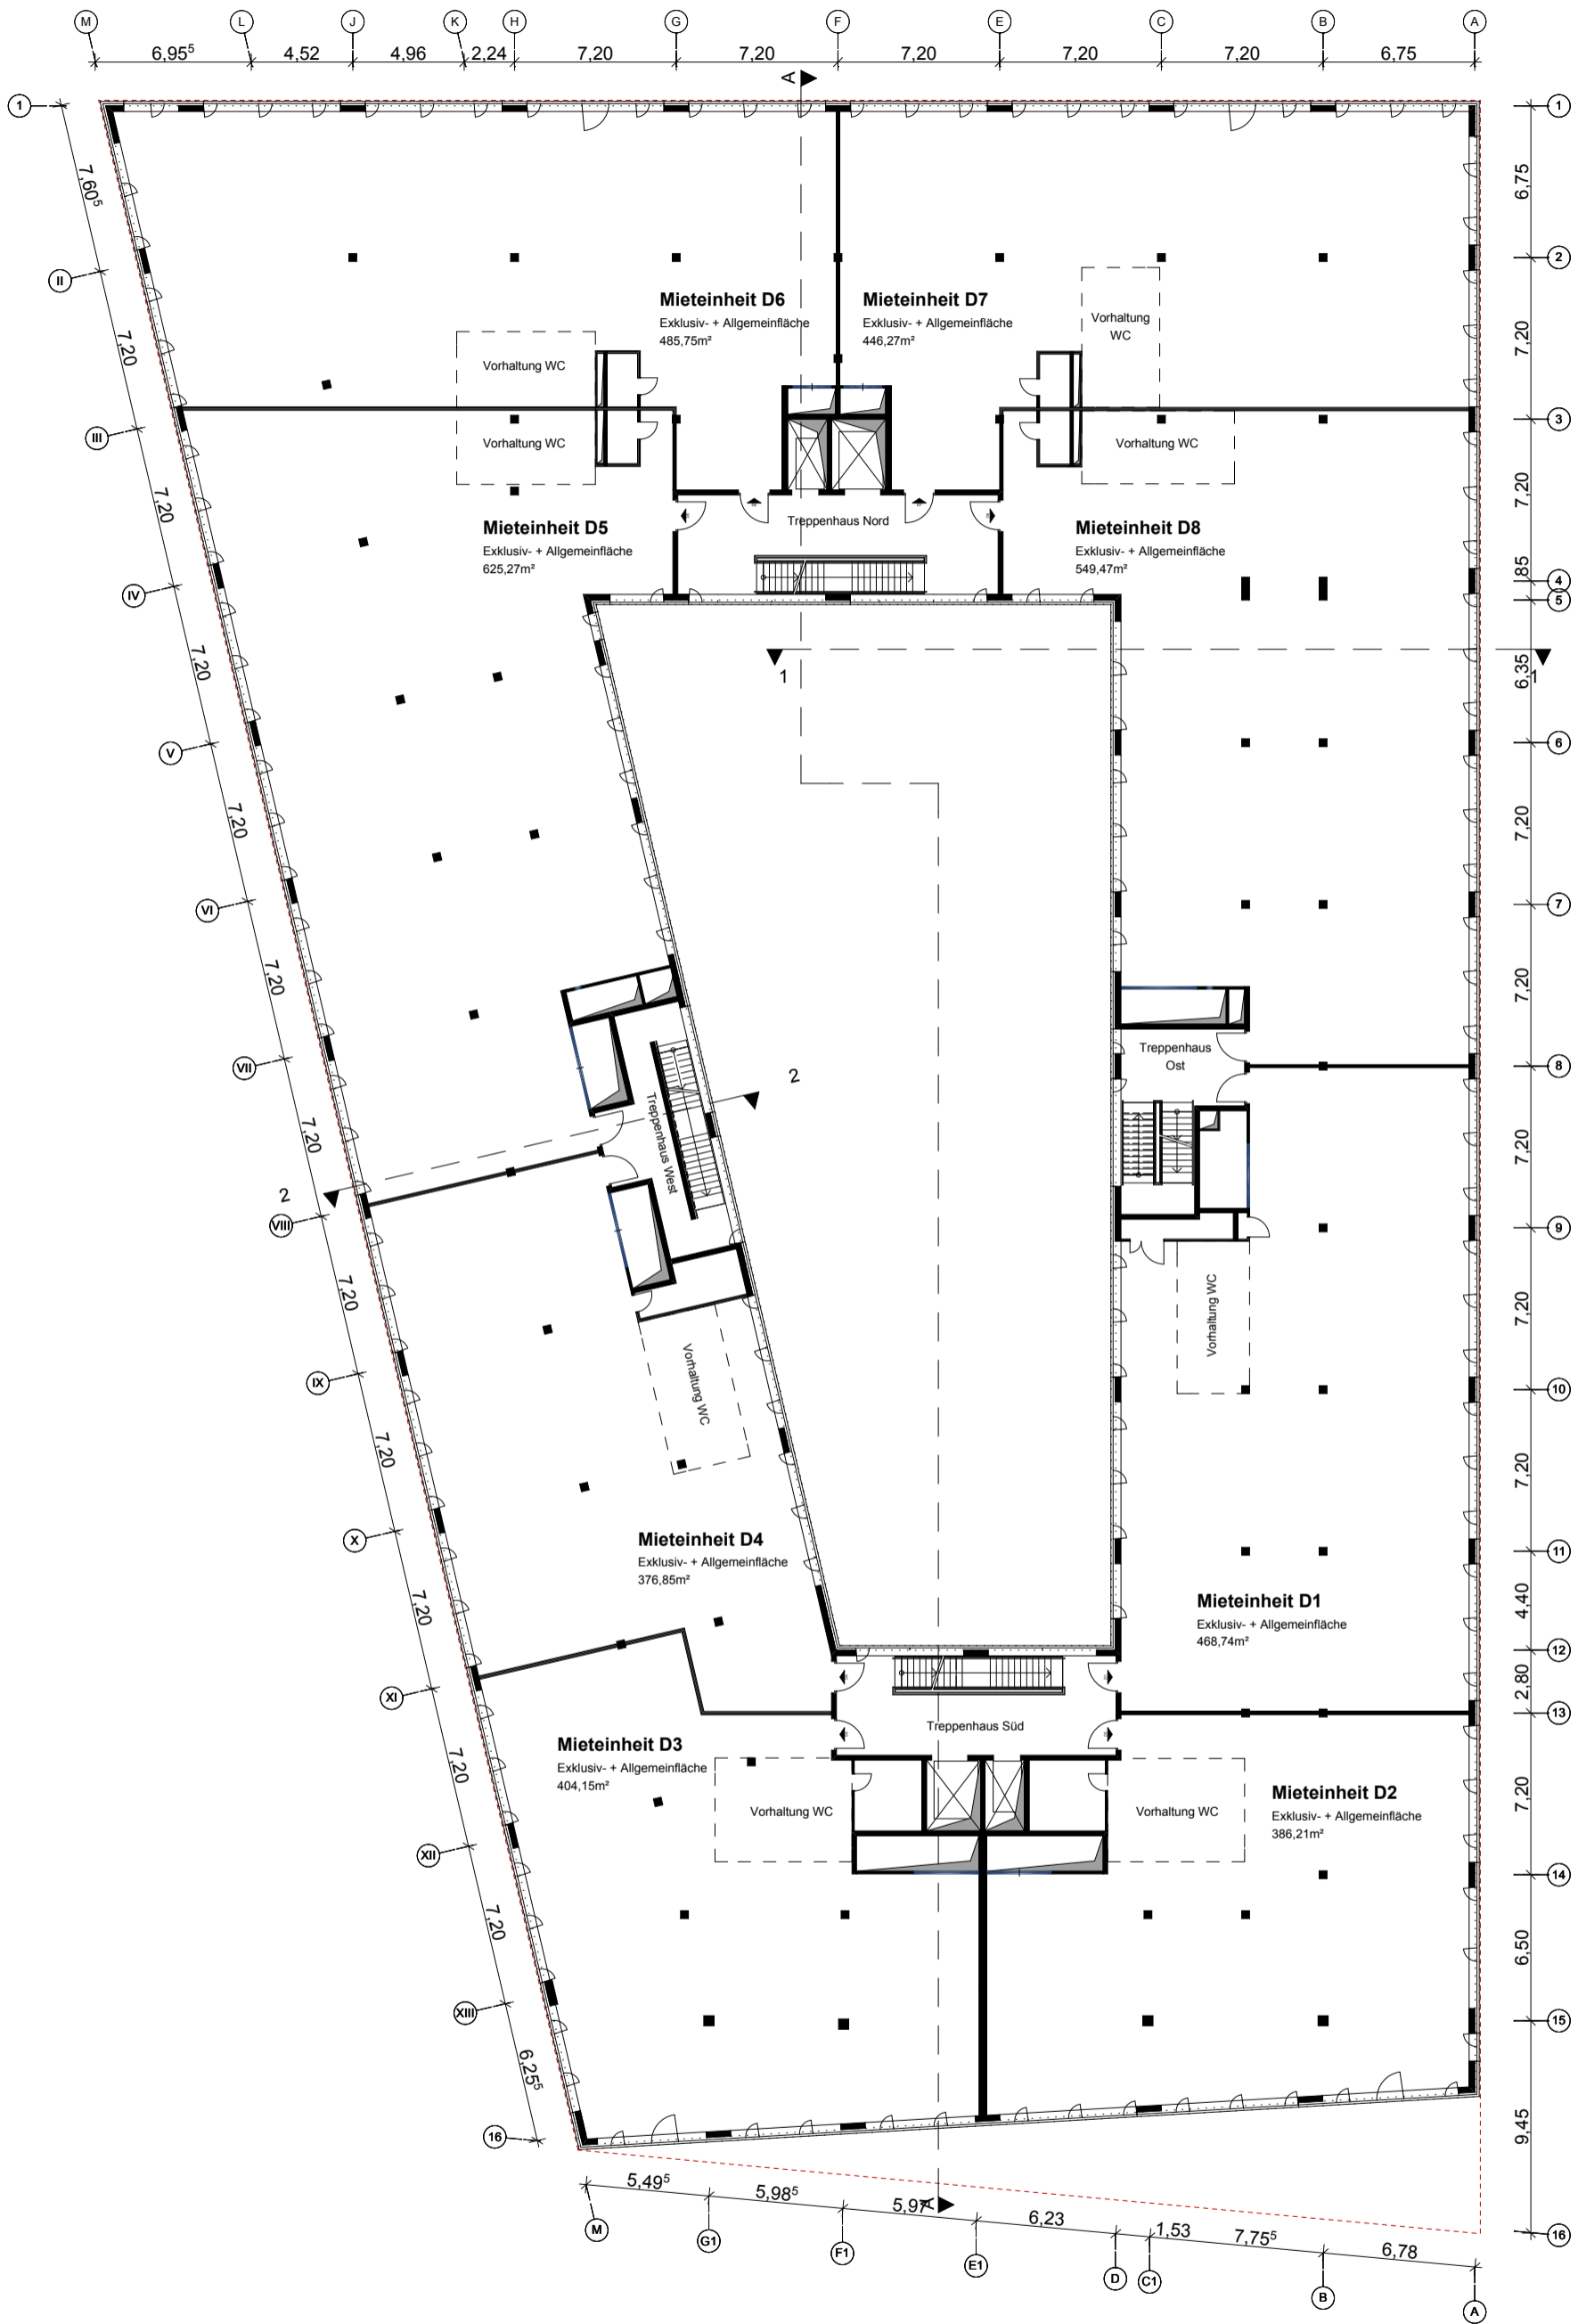 M L J K H G F E C B A
6,95⁵ 4,52 4,96 2,24 7,20 7,20 7,20 7,20 7,20 6,75
A
1 1
7,60⁵ 6,75
II 2
Mieteinheit D6 Mieteinheit D7
Exklusiv- + Allgemeinfläche Exklusiv- + Allgemeinfläche
485,75m² 446,27m²
Vorhaltung
WC
7,20 7,20
Vorhaltung WC
III 3
Vorhaltung WC Vorhaltung WC
7,20 7,20
Treppenhaus Nord
Mieteinheit D5 Mieteinheit D8
Exklusiv- + Allgemeinfläche Exklusiv- + Allgemeinfläche
625,27m² 549,47m²
85
IV 4
5
7,20 6,35
1 1
V 6
7,20 7,20
VI 7
7,20 7,20
Treppenhaus
Ost
VII 8
2
Treppenhaus West
7,20 7,20
2
VIII 9
7,20 7,20
Vorhaltung WC
Vorhaltung WC
IX 10
7,20 7,20
X 11
Mieteinheit D4
Exklusiv- + Allgemeinfläche
376,85m²
7,20 4,40
Mieteinheit D1
Exklusiv- + Allgemeinfläche
468,74m²
12
2,80
XI 13
Treppenhaus Süd
Mieteinheit D3
Exklusiv- + Allgemeinfläche
404,15m²
7,20 7,20
Mieteinheit D2
Exklusiv- + Allgemeinfläche
386,21m²
Vorhaltung WC Vorhaltung WC
XII 14
7,20 6,50
XIII 15
6,25⁵ 9,45
16
5,49⁵ 5,98⁵ 5,97 6,23 1,53 7,75⁵ 6,78
A
16
M G1 F1 E1 D C1 B A